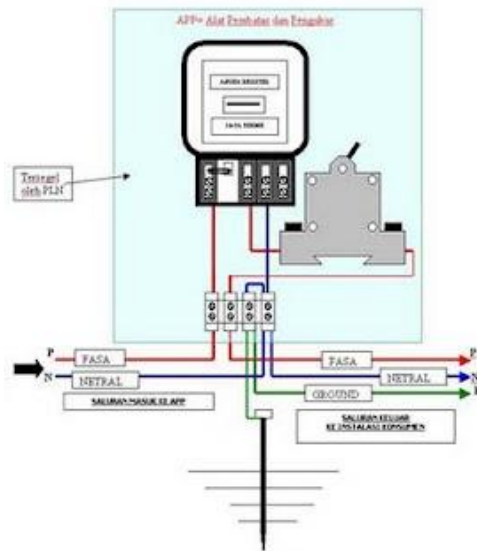 APP= Alat Pembatas dan Pengukur
Tersegel
oleh PLN
P
FASA
N
NETRAL
SALURAN MASUK KE APP
FASA
P
NETRAL
N
GROUND
SALURAN KELUAR
KE INSTALASI KONSUMEN